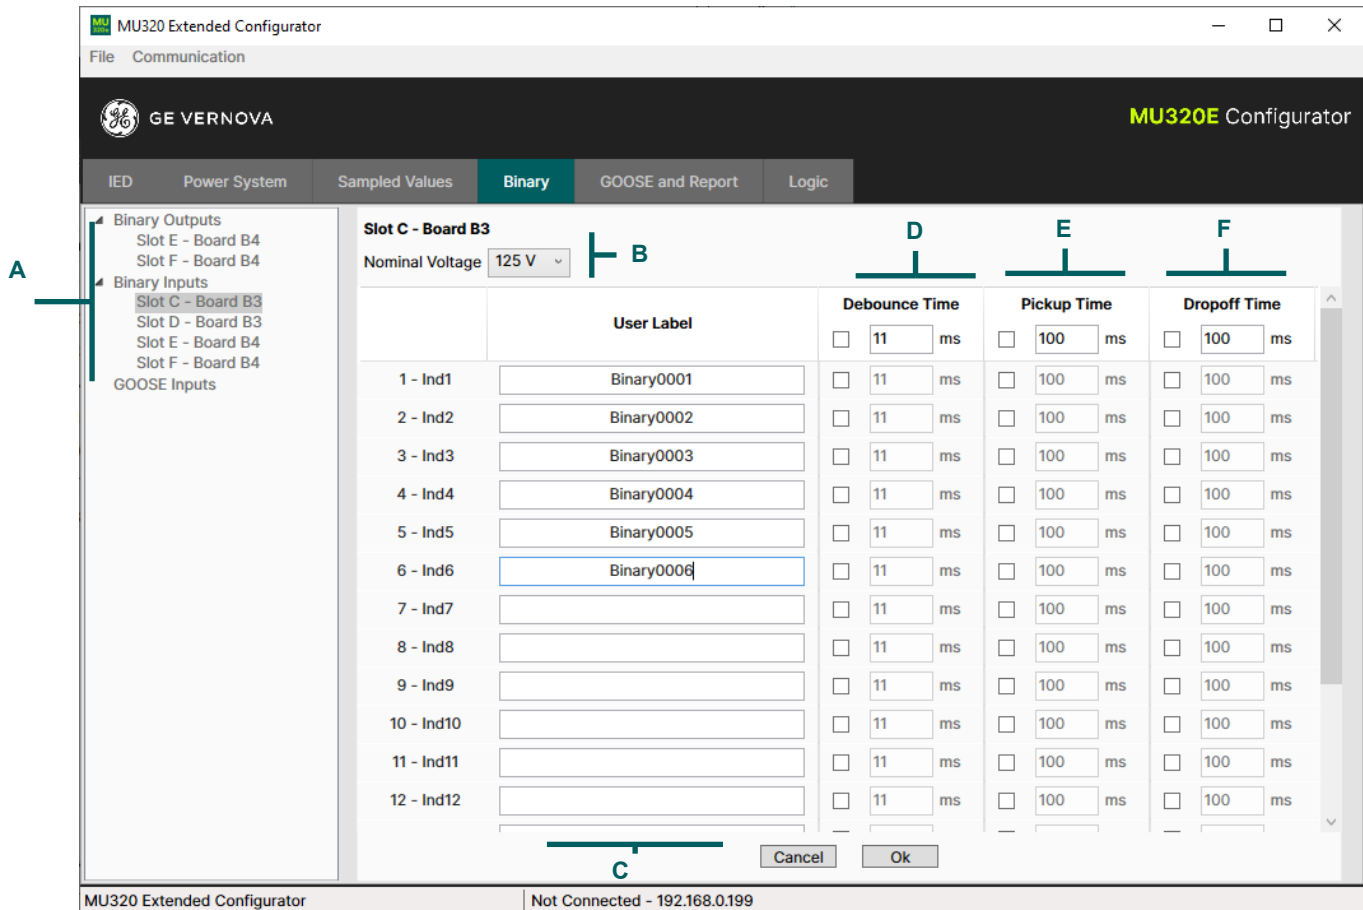 MU320 Extended Configurator
File Communication
GE VERNOVA
MU320E Configurator
IED Power System Sampled Values Binary GOOSE and Report Logic
A
Binary Outputs
Slot E - Board B4
Slot F - Board B4
Binary Inputs
Slot C - Board B3
Slot D - Board B3
Slot E - Board B4
Slot F - Board B4
GOOSE Inputs
Slot C - Board B3
Nominal Voltage 125 V
B
D E F
User Label Debounce Time Pickup Time Dropoff Time
11 ms 100 ms 100 ms
1 - Ind1 Binary0001 11 ms 100 ms 100 ms
2 - Ind2 Binary0002 11 ms 100 ms 100 ms
3 - Ind3 Binary0003 11 ms 100 ms 100 ms
4 - Ind4 Binary0004 11 ms 100 ms 100 ms
5 - Ind5 Binary0005 11 ms 100 ms 100 ms
6 - Ind6 Binary0006 11 ms 100 ms 100 ms
7 - Ind7 11 ms 100 ms 100 ms
8 - Ind8 11 ms 100 ms 100 ms
9 - Ind9 11 ms 100 ms 100 ms
10 - Ind10 11 ms 100 ms 100 ms
11 - Ind11 11 ms 100 ms 100 ms
12 - Ind12 11 ms 100 ms 100 ms
C
Cancel Ok
MU320 Extended Configurator Not Connected - 192.168.0.199